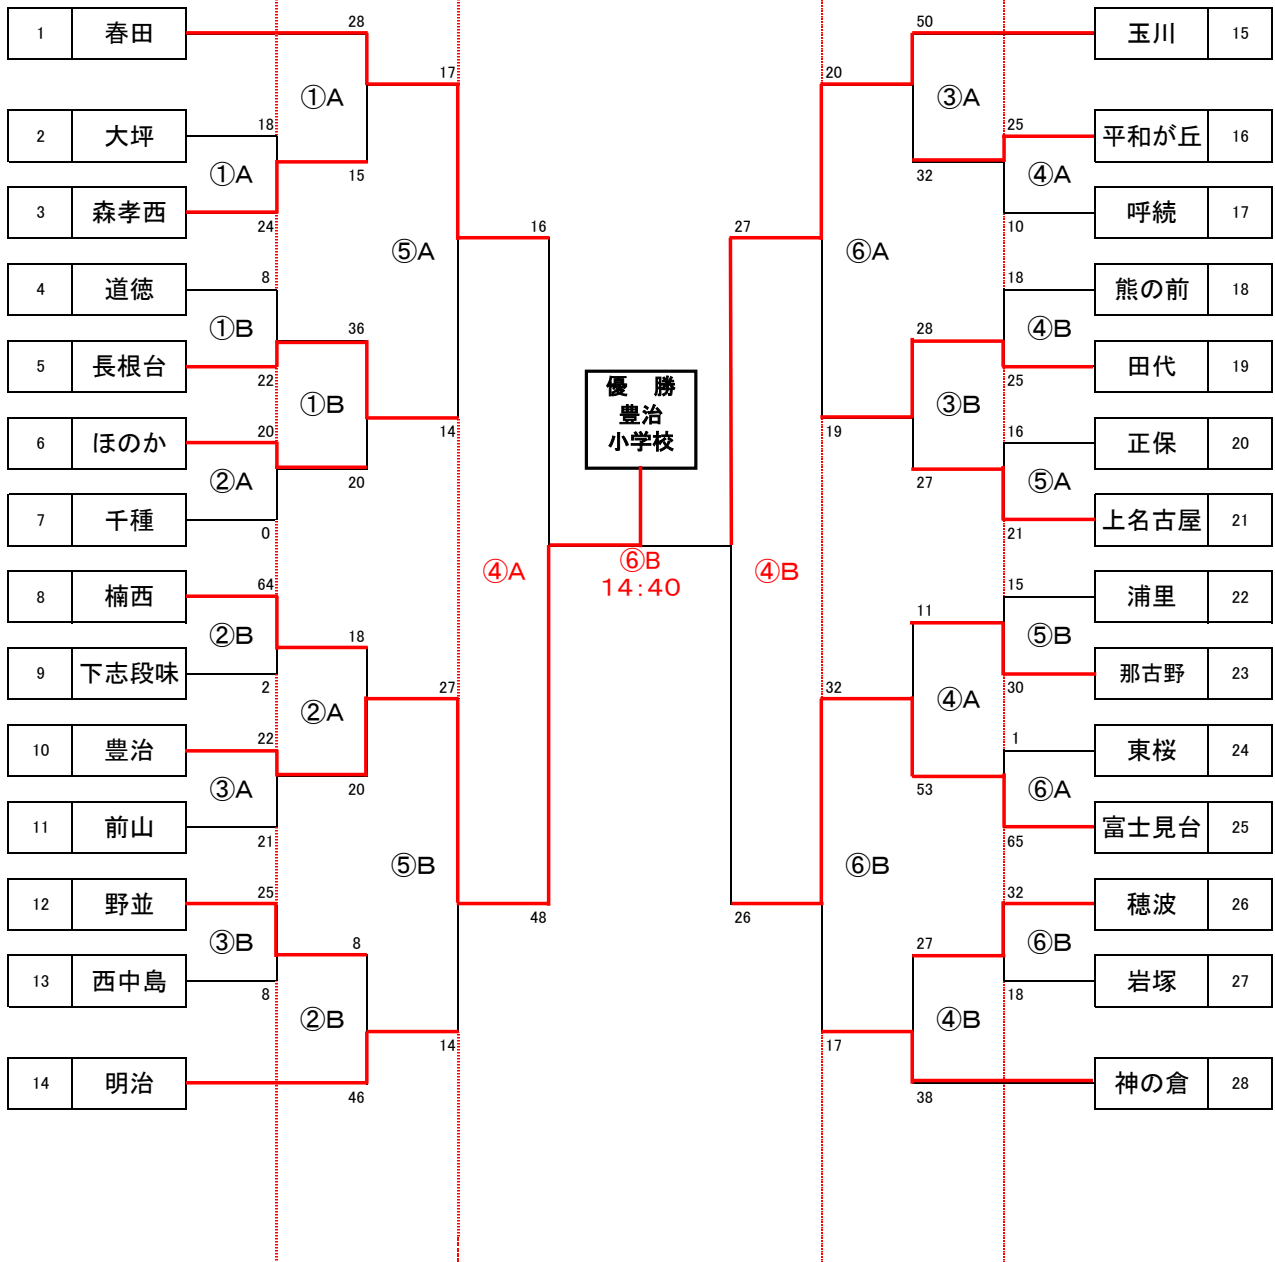 1 春田
2 大坪
3 森孝西
4 道徳
5 長根台
6 ほのか
7 千種
8 楠西
9 下志段味
10 豊治
11 前山
12 野並
13 西中島
14 明治
18
24
8
22
20
0
64
2
22
21
25
8
①A
①B
②A
②B
③A
③B
28
15
36
20
18
20
8
46
①A
①B
②A
②B
17
14
27
14
⑤A
⑤B
16
48
④A
優 勝
豊治
小学校
⑥B
14:40
27
26
④B
20
19
32
17
⑥A
⑥B
50
32
28
27
11
53
27
38
③A
③B
④A
④B
25
10
18
25
16
21
15
30
1
65
32
18
④A
④B
⑤A
⑤B
⑥A
⑥B
玉川 15
平和が丘 16
呼続 17
熊の前 18
田代 19
正保 20
上名古屋 21
浦里 22
那古野 23
東桜 24
富士見台 25
穂波 26
岩塚 27
神の倉 28